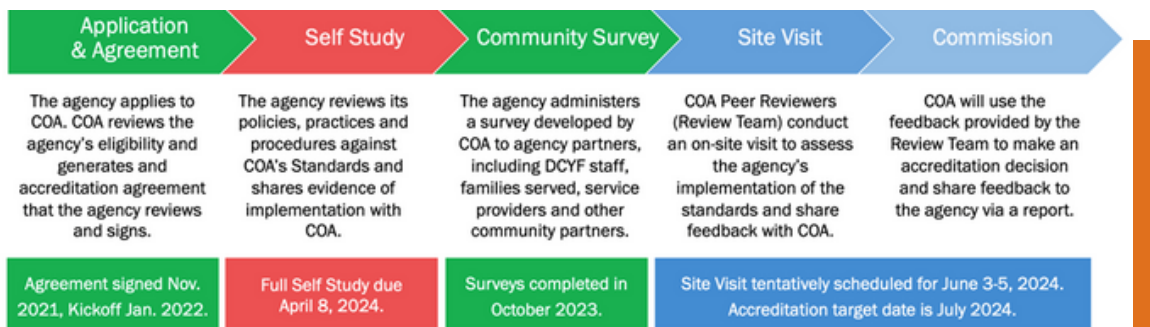 Application
& Agreement
Self Study
Community Survey
Site Visit
Commission
The agency applies to
COA. COA reviews the
agency's eligibility and
generates and
accreditation agreement
that the agency reviews
and signs.
The agency reviews its
policies, practices and
procedures against
COA's Standards and
shares evidence of
implementation with
COA.
The agency administers
a survey developed by
COA to agency partners,
including DCYF staff,
families served, service
providers and other
community partners.
COA Peer Reviewers
(Review Team) conduct
an on-site visit to assess
the agency's
implementation of the
standards and share
feedback with COA.
COA will use the
feedback provided by the
Review Team to make an
accreditation decision
and share feedback to
the agency via a report.
Agreement signed Nov.
2021, Kickoff Jan. 2022.
Full Self Study due
April 8, 2024.
Surveys completed in
October 2023.
Site Visit tentatively scheduled for June 3-5, 2024.
Accreditation target date is July 2024.